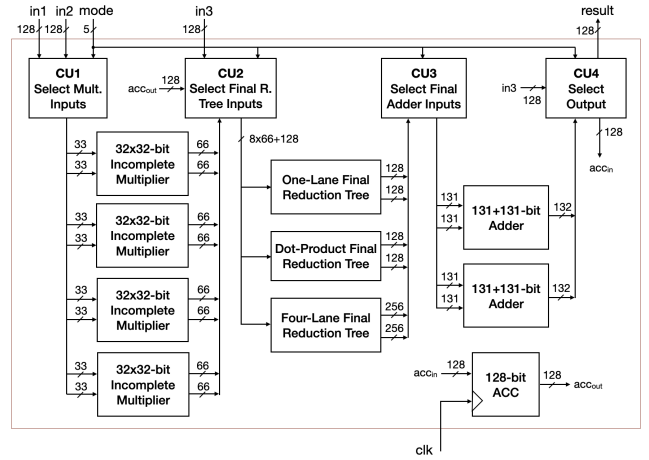 in1 in2 mode in3 result
128 128 5 128 128
CU1
Select Mult.
Inputs
CU2
Select Final R.
Tree Inputs
CU3
Select Final
Adder Inputs
CU4
Select
Output
accout 128
in3
128
128
accin
8x66+128
33 32x32-bit 66
33 Incomplete 66
Multiplier
33 32x32-bit 66
33 Incomplete 66
Multiplier
33 32x32-bit 66
33 Incomplete 66
Multiplier
33 32x32-bit 66
33 Incomplete 66
Multiplier
One-Lane Final 128
Reduction Tree 128
Dot-Product Final 128
Reduction Tree 128
Four-Lane Final 256
Reduction Tree 256
131 131+131-bit 132
131 Adder
131 131+131-bit 132
131 Adder
accin 128 128-bit 128 accout
ACC
clk